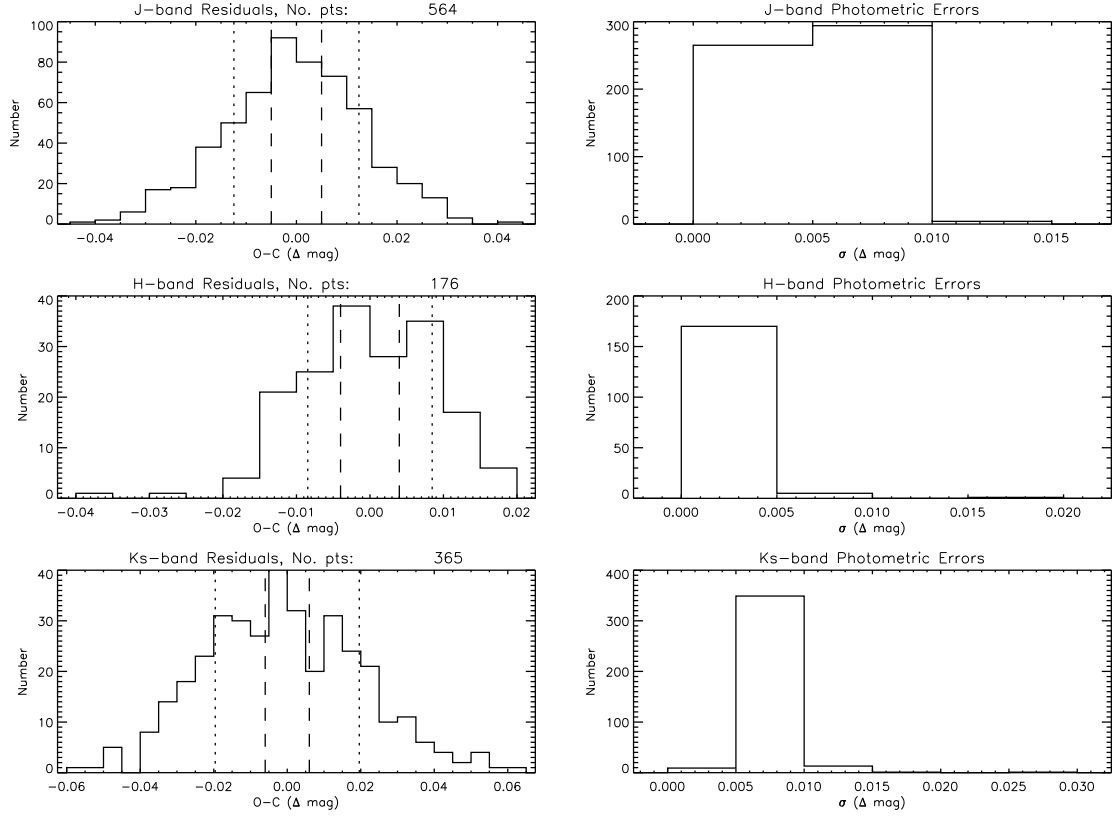 J-band Residuals, No. pts: 564
100
80
60
40
20
0
Number
-0.04 -0.02 0.00 0.02 0.04
O-C (Δ mag)
J-band Photometric Errors
300
200
100
0
Number
0.000 0.005 0.010 0.015
σ (Δ mag)
H-band Residuals, No. pts: 176
40
30
20
10
0
Number
-0.04 -0.03 -0.02 -0.01 0.00 0.01 0.02
O-C (Δ mag)
H-band Photometric Errors
200
150
100
50
0
Number
0.000 0.005 0.010 0.015 0.020
σ (Δ mag)
Ks-band Residuals, No. pts: 365
40
30
20
10
0
Number
-0.06 -0.04 -0.02 0.00 0.02 0.04 0.06
O-C (Δ mag)
Ks-band Photometric Errors
400
300
200
100
0
Number
0.000 0.005 0.010 0.015 0.020 0.025 0.030
σ (Δ mag)